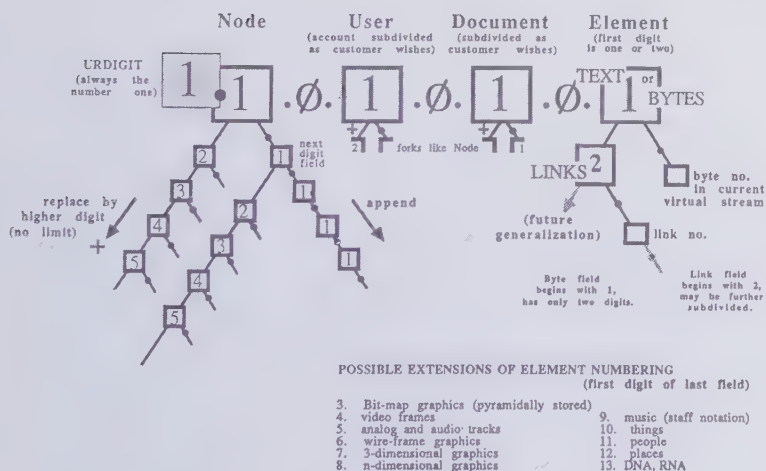 Node
User
Document
Element
(account subdivided
as customer wishes)
(subdivided as
customer wishes)
(first digit
is one or two)
URDIGIT
(always the
number one)
1
1 .Ø. 1 .Ø. 1 .Ø. 1
TEXT or
BYTES
+
2
forks like Node
+
1
next
digit
field
2
1
3
1
4
2
1
5
3
1
4
1
5
replace by
higher digit
(no limit)
+
append
LINKS 2
byte no.
in current
virtual stream
(future
generalization)
link no.
Byte field
begins with 1,
has only two digits.
Link field
begins with 2,
may be further
subdivided.
POSSIBLE EXTENSIONS OF ELEMENT NUMBERING
(first digit of last field)
3. Bit-map graphics (pyramidally stored)
4. video frames
5. analog and audio tracks
6. wire-frame graphics
7. 3-dimensional graphics
8. n-dimensional graphics
9. music (staff notation)
10. things
11. people
12. places
13. DNA, RNA